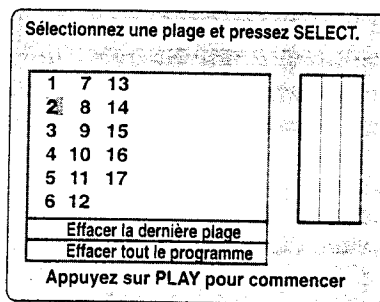 Sélectionnez une plage et pressez SELECT.
1 7 13
2 8 14
3 9 15
4 10 16
5 11 17
6 12
Effacer la dernière plage
Effacer tout le programme
Appuyez sur PLAY pour commencer